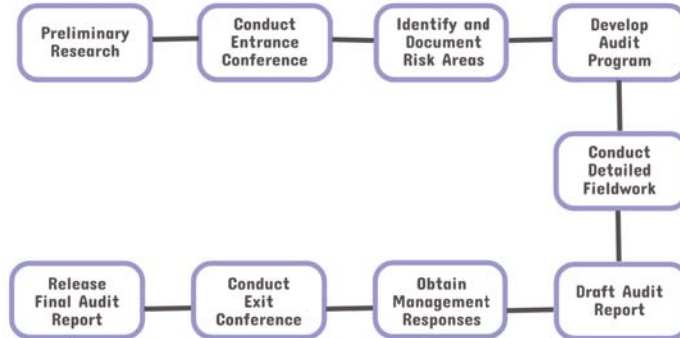 Preliminary
Research
Conduct
Entrance
Conference
Identify and
Document
Risk Areas
Develop
Audit
Program
Conduct
Detailed
Fieldwork
Draft Audit
Report
Obtain
Management
Responses
Conduct
Exit
Conference
Release
Final Audit
Report